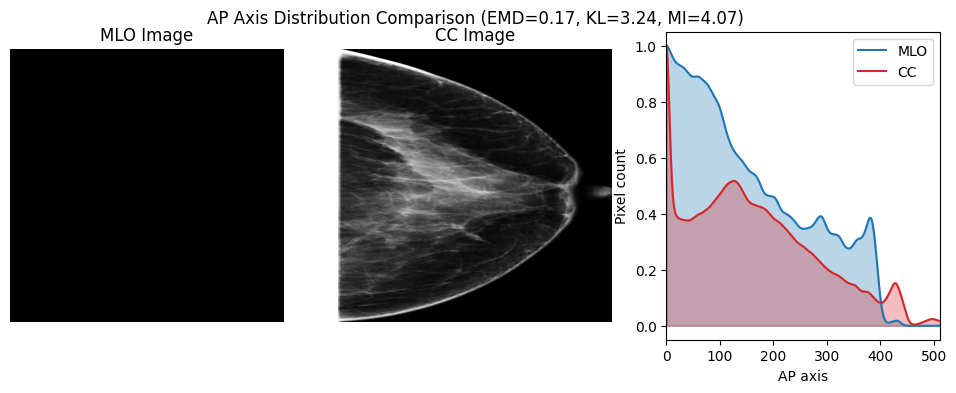 AP Axis Distribution Comparison (EMD=0.17, KL=3.24, MI=4.07)
MLO Image
CC Image
MLO
CC
Pixel count
1.0
0.8
0.6
0.4
0.2
0.0
0 100 200 300 400 500
AP axis